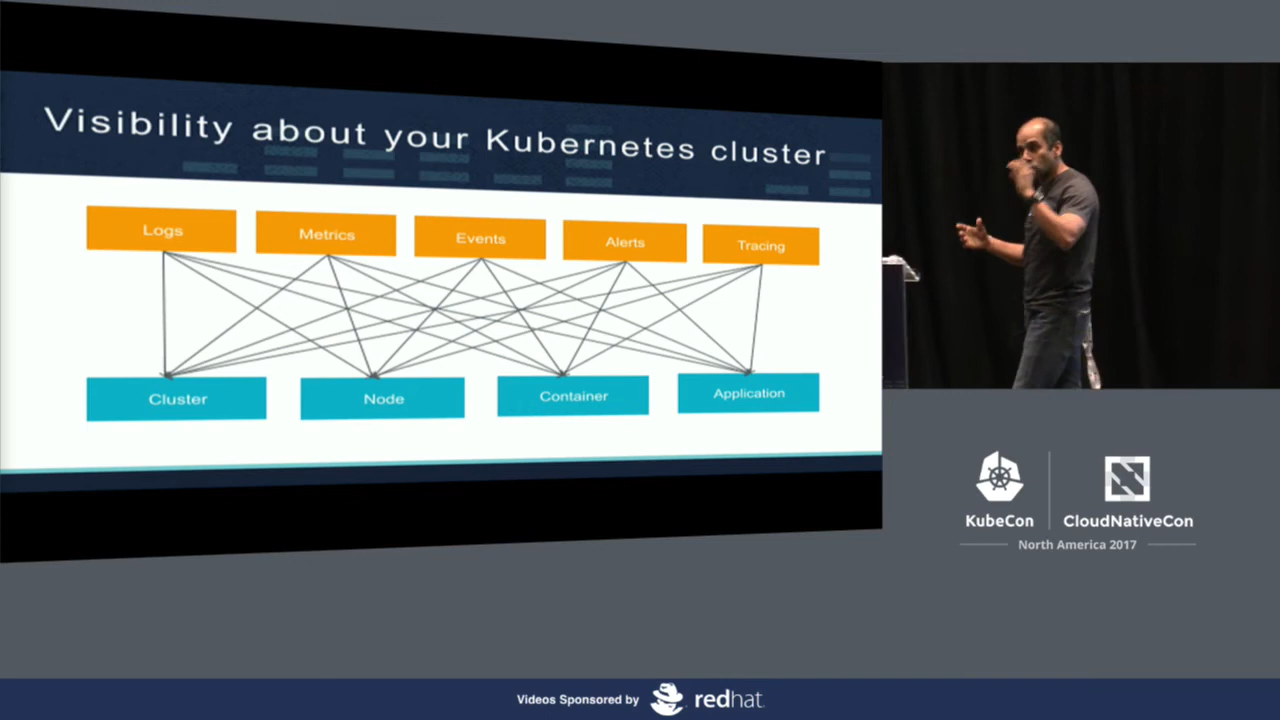 Visibility about your Kubernetes cluster
Logs
Metrics
Events
Alerts
Tracing
Cluster
Node
Container
Application
KubeCon
CloudNativeCon
North America 2017
Videos Sponsored by
redhat.